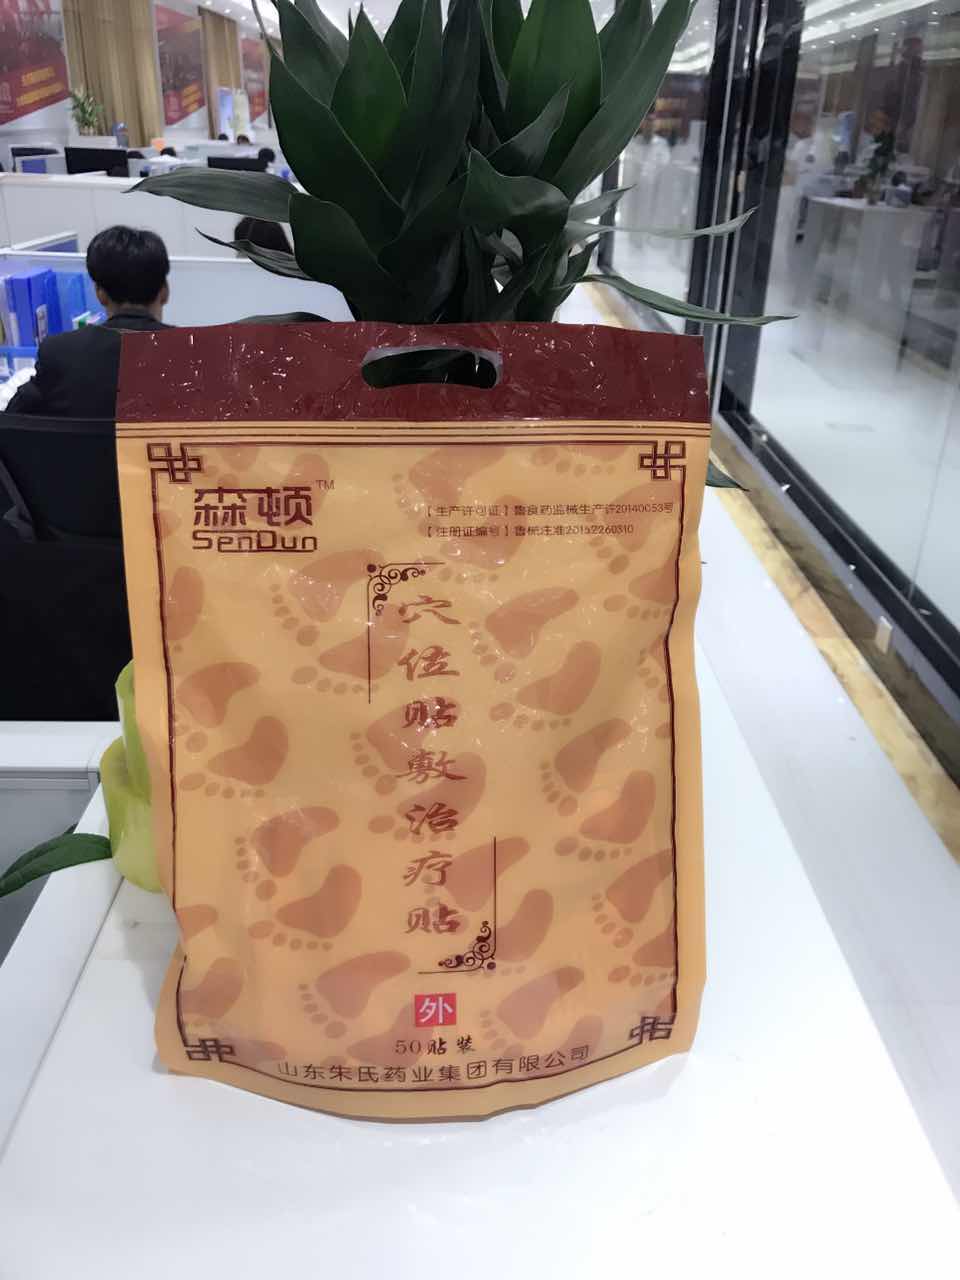 森顿™
SenDun
【生产许可证】鲁食药监械生产许20140053号
【注册证编号】鲁械注准20152260310
穴位贴敷治疗贴
外
50贴装
山东朱氏药业集团有限公司